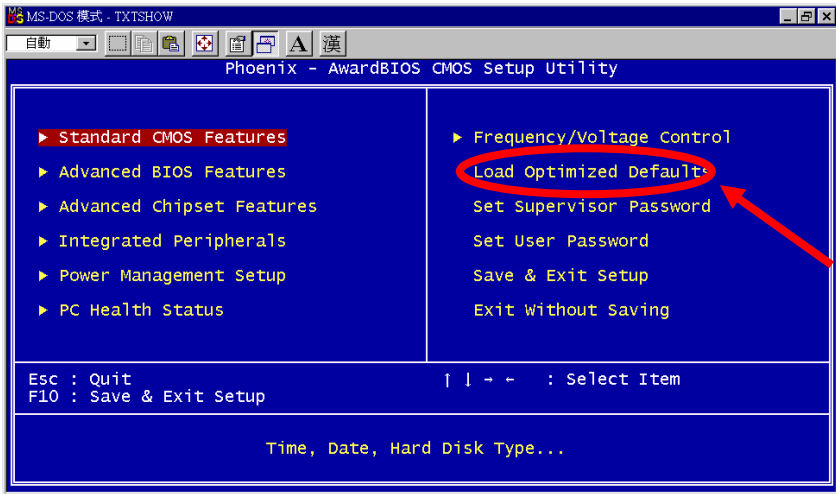 MS-DOS 模式 - TXTSHOW
自動
A 漢
Phoenix - AwardBIOS CMOS Setup Utility
▶ Standard CMOS Features
▶ Advanced BIOS Features
▶ Advanced Chipset Features
▶ Integrated Peripherals
▶ Power Management Setup
▶ PC Health Status
▶ Frequency/Voltage Control
Load Optimized Defaults
Set Supervisor Password
Set User Password
Save & Exit Setup
Exit Without Saving
Esc : Quit
F10 : Save & Exit Setup
↑ ↓ → ← : Select Item
Time, Date, Hard Disk Type...